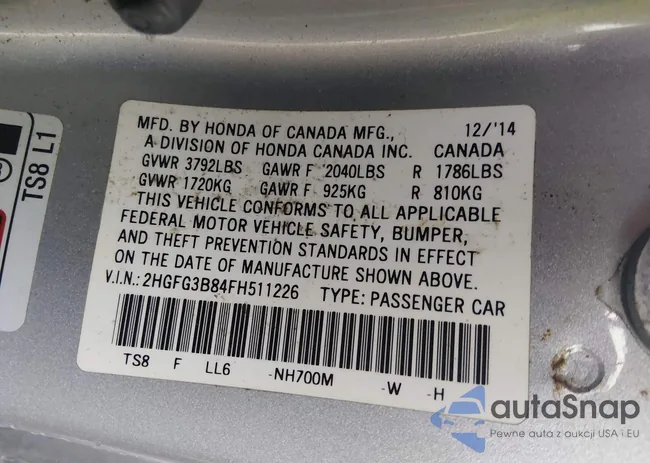 MFD. BY HONDA OF CANADA MFG., 12/'14
A DIVISION OF HONDA CANADA INC. CANADA
GVWR 3792LBS GAWR F 2040LBS R 1786LBS
GVWR 1720KG GAWR F 925KG R 810KG
THIS VEHICLE CONFORMS TO ALL APPLICABLE
FEDERAL MOTOR VEHICLE SAFETY, BUMPER,
AND THEFT PREVENTION STANDARDS IN EFFECT
ON THE DATE OF MANUFACTURE SHOWN ABOVE.
V.I.N.: 2HGFG3B84FH511226 TYPE: PASSENGER CAR
TS8 F LL6 -NH700M -W -H
TS8 L1
autaSnap
Pewne auta z aukcji USA i EU